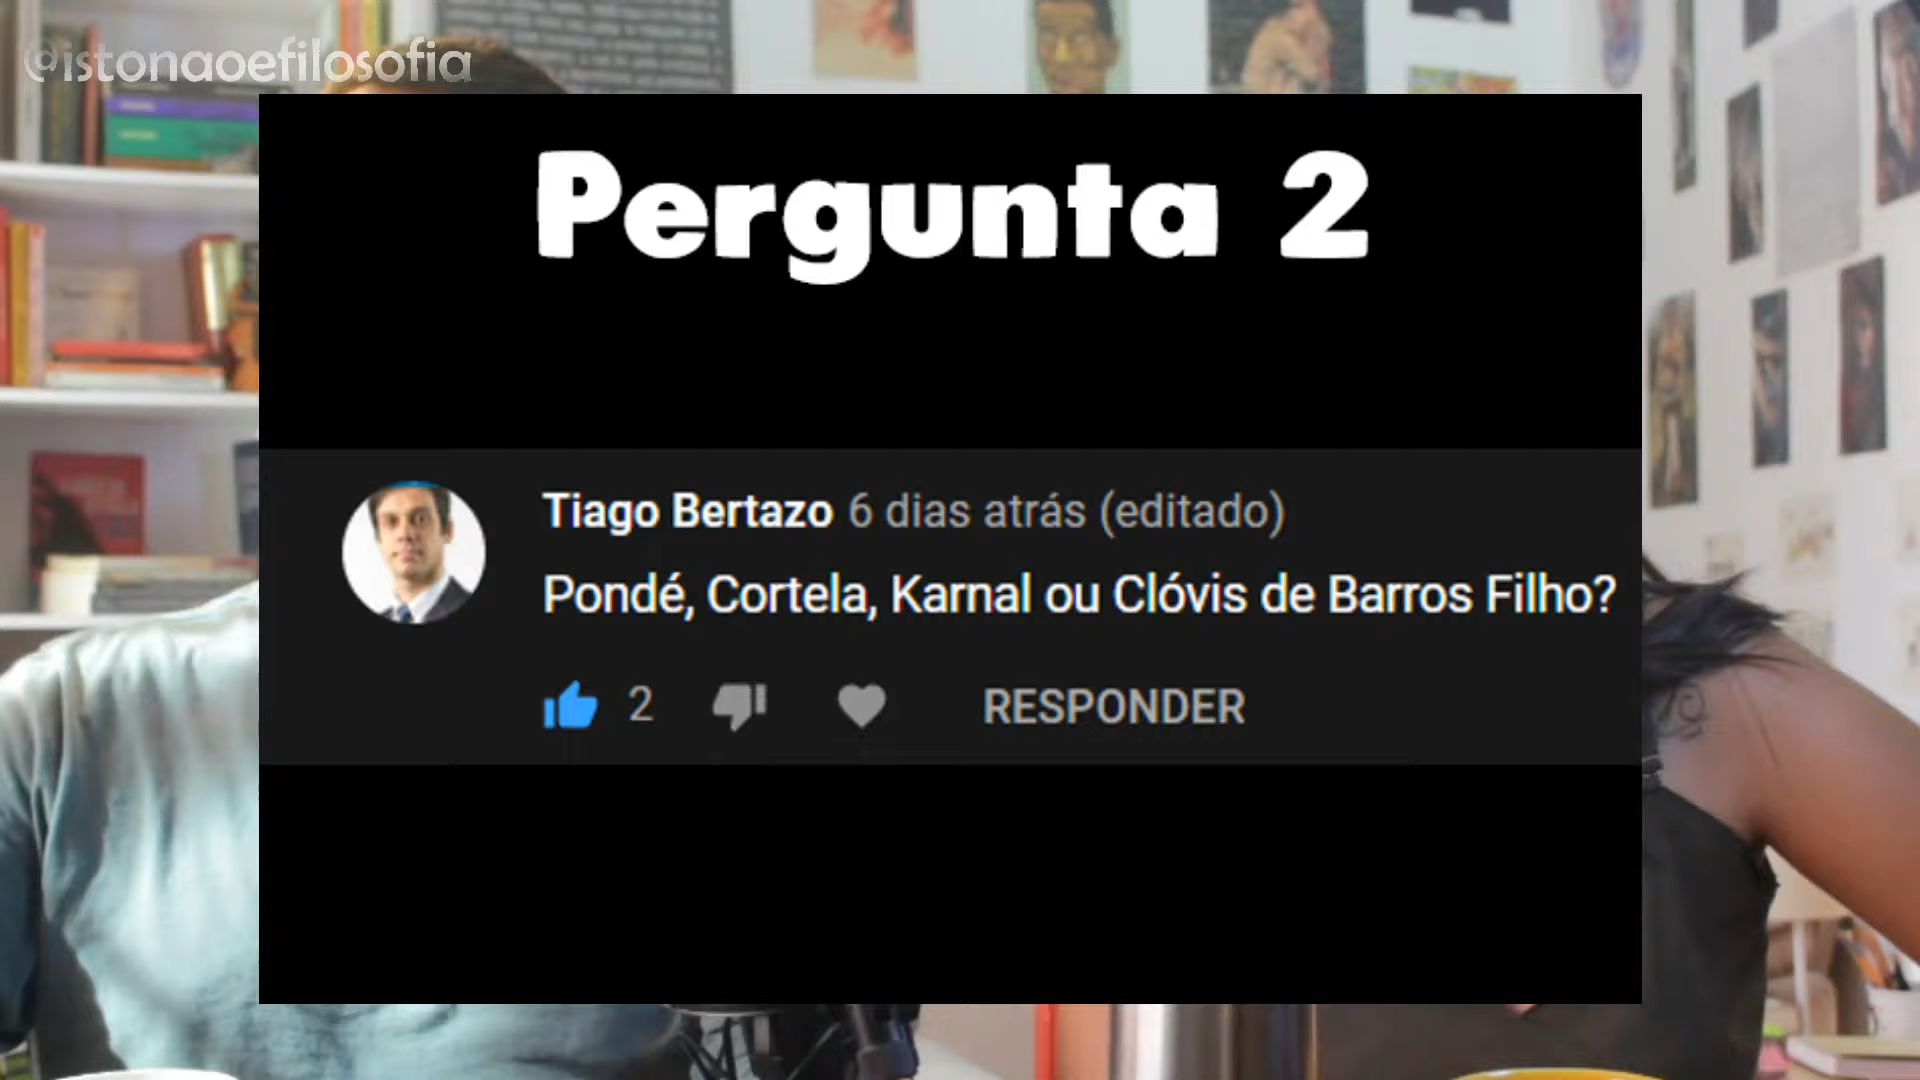 @istonaoefilosofia
Pergunta 2
Tiago Bertazo 6 dias atrás (editado)
Pondé, Cortela, Karnal ou Clóvis de Barros Filho?
2
RESPONDER